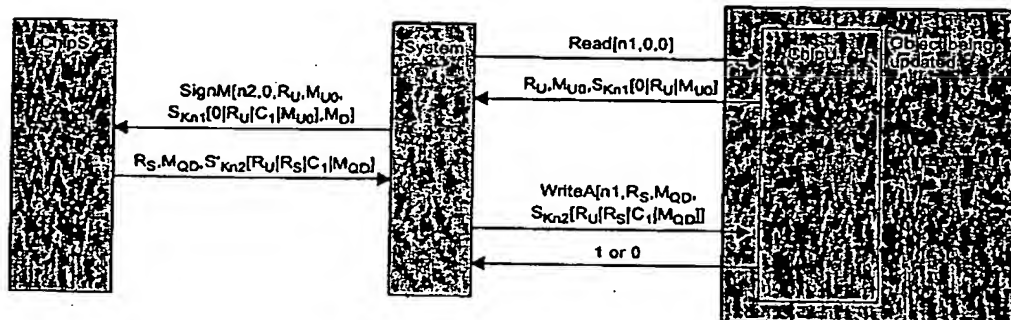 ChipS
System
Read[n1,0,0]
Object being
updated
R_U,M_U0,S_Kn1[0|R_U|M_U0]
SignM[n2,0,R_U,M_U0,
S_Kn1[0|R_U|C_1|M_U0],M_D]
R_S,M_QD,S"_Kn2[R_U|R_S|C_1|M_QD]
WriteA[n1,R_S,M_QD,
S_Kn2[R_U|R_S|C_1|M_QD]]
1 or 0